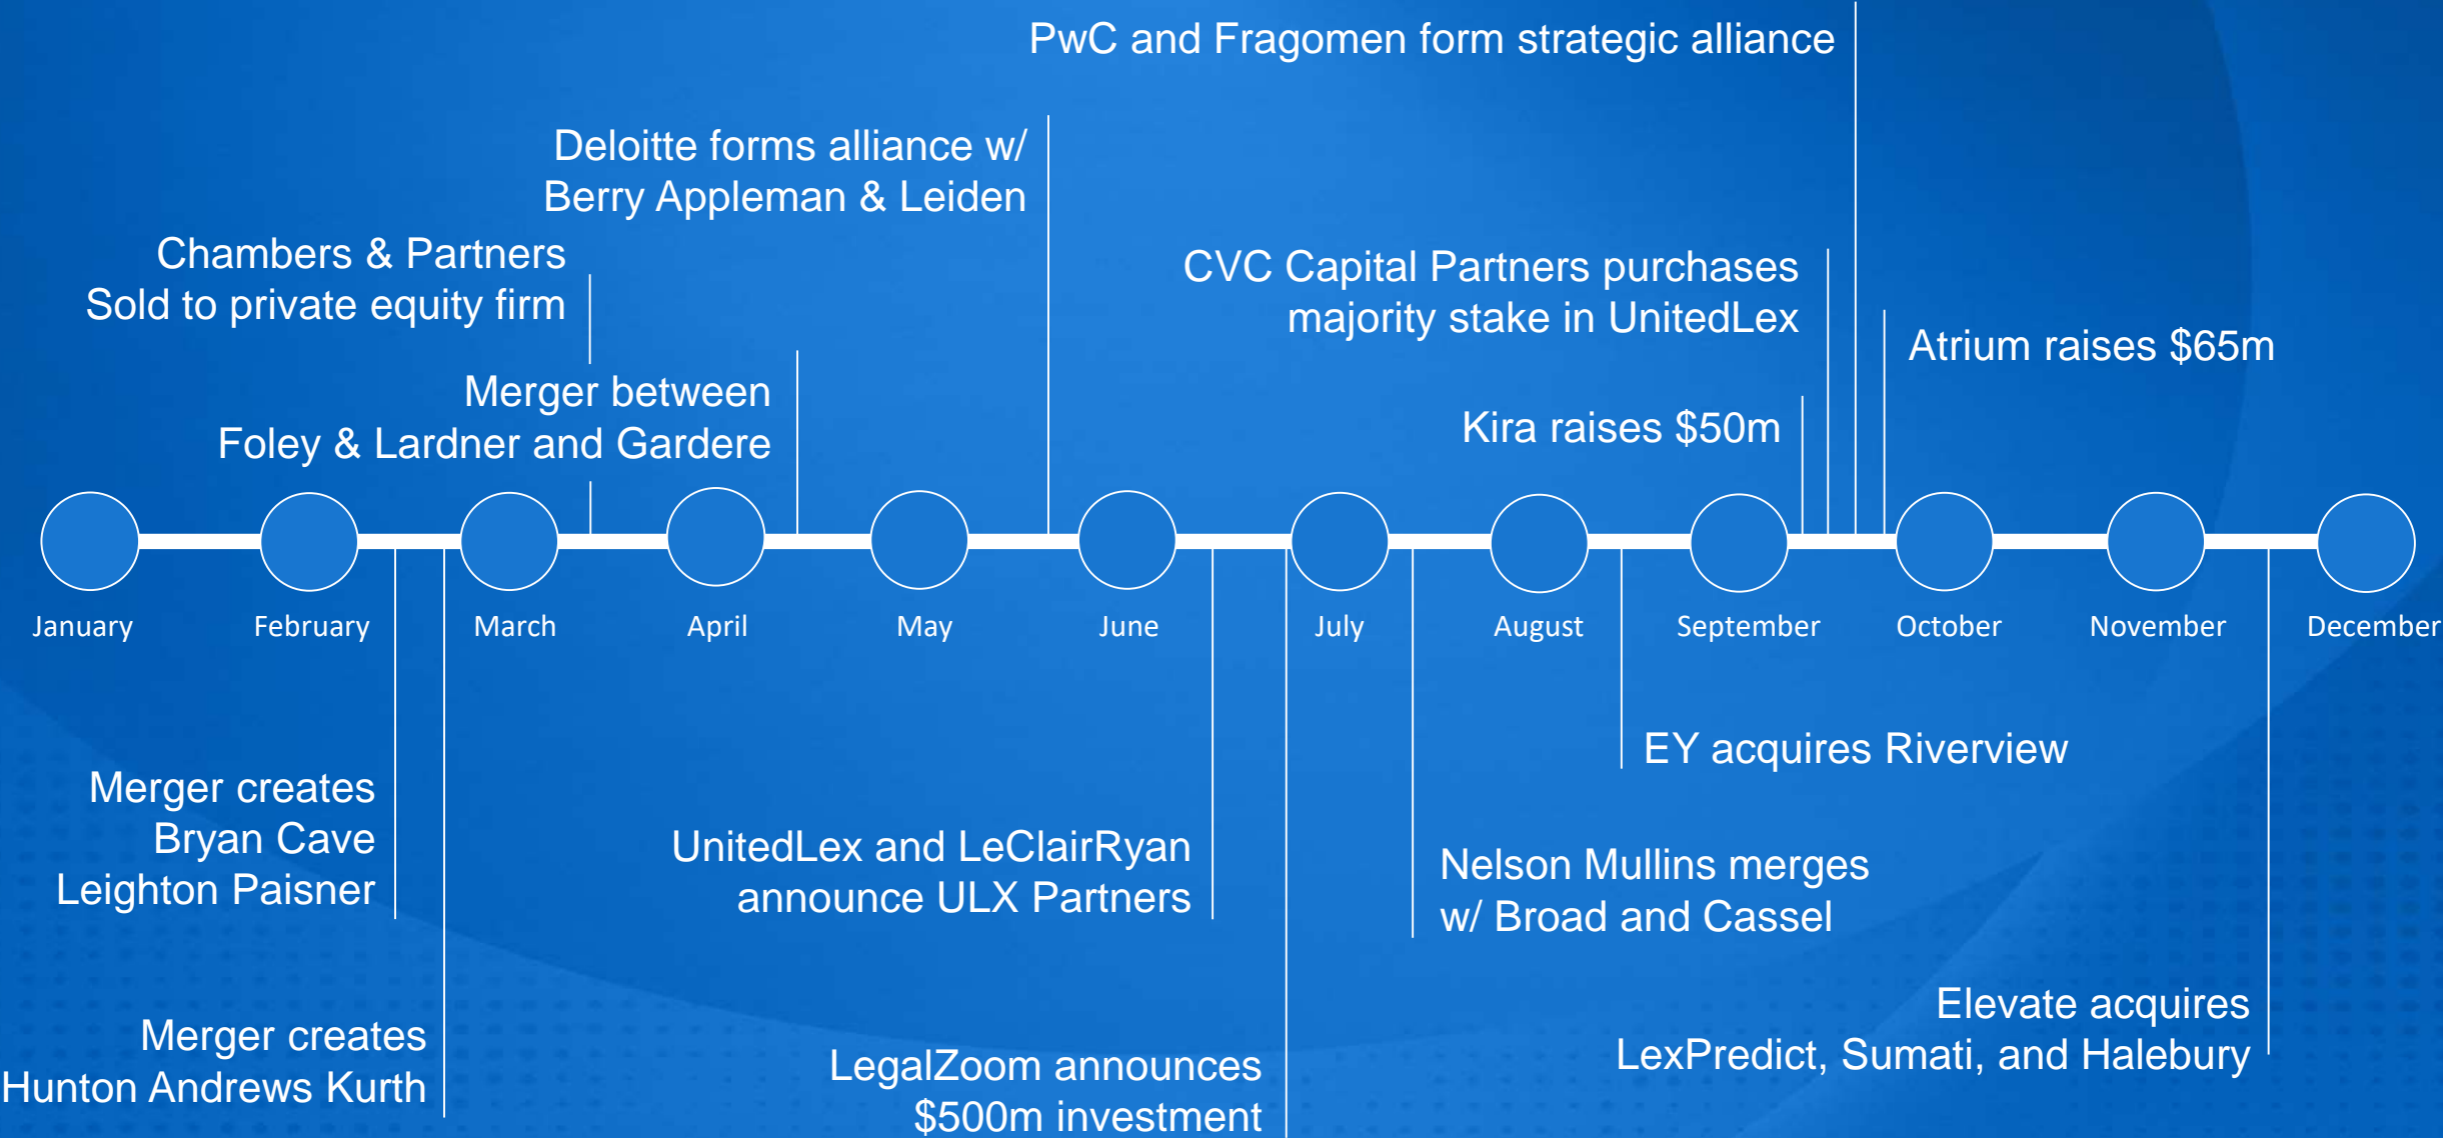 PwC and Fragomen form strategic alliance
Deloitte forms alliance w/
Berry Appleman & Leiden
Chambers & Partners
Sold to private equity firm
CVC Capital Partners purchases
majority stake in UnitedLex
Atrium raises $65m
Merger between
Foley & Lardner and Gardere
Kira raises $50m
January
February
March
April
May
June
July
August
September
October
November
December
EY acquires Riverview
Merger creates
Bryan Cave
Leighton Paisner
UnitedLex and LeClairRyan
announce ULX Partners
Nelson Mullins merges
w/ Broad and Cassel
Merger creates
Hunton Andrews Kurth
LegalZoom announces
$500m investment
Elevate acquires
LexPredict, Sumati, and Halebury